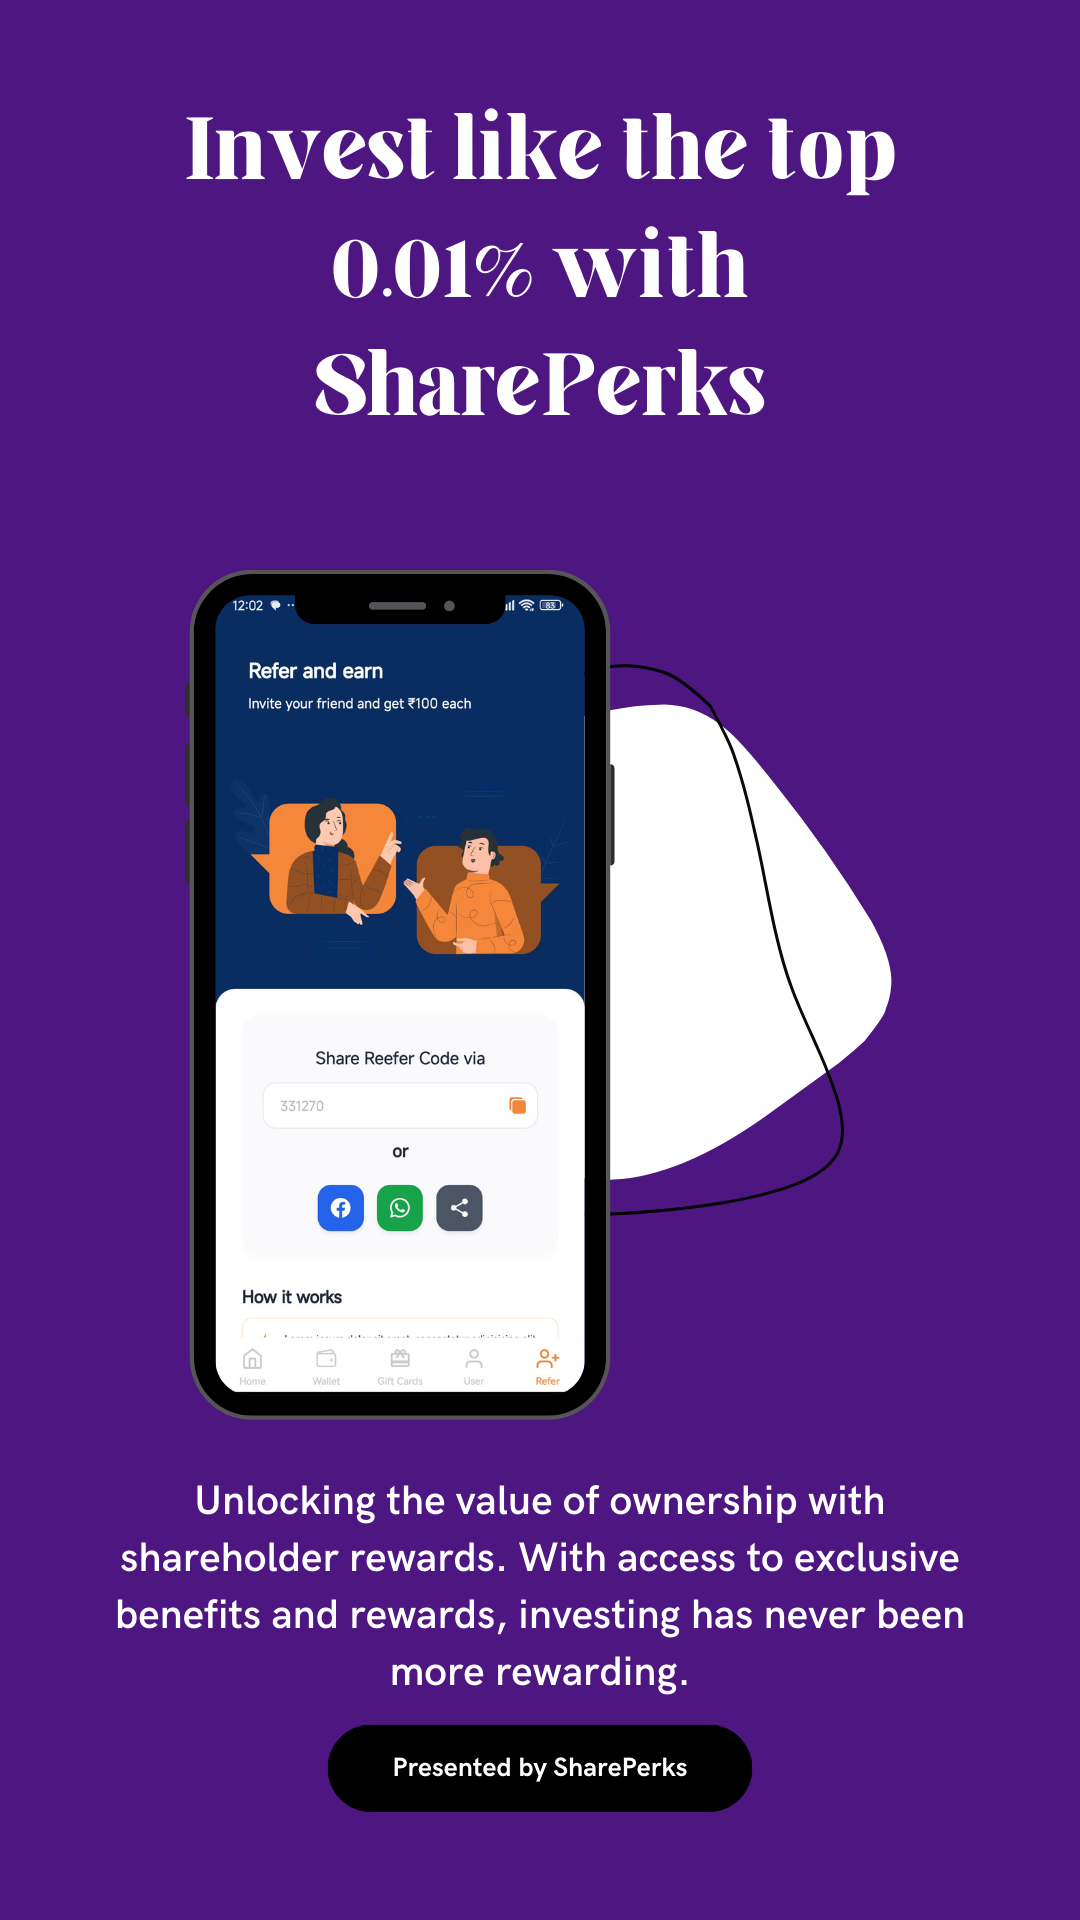 Invest like the top
0.01% with
SharePerks
12:02
83
Refer and earn
Invite your friend and get ₹100 each
Share Reefer Code via
331270
or
How it works
Home Wallet Gift Cards User Refer
Unlocking the value of ownership with
shareholder rewards. With access to exclusive
benefits and rewards, investing has never been
more rewarding.
Presented by SharePerks